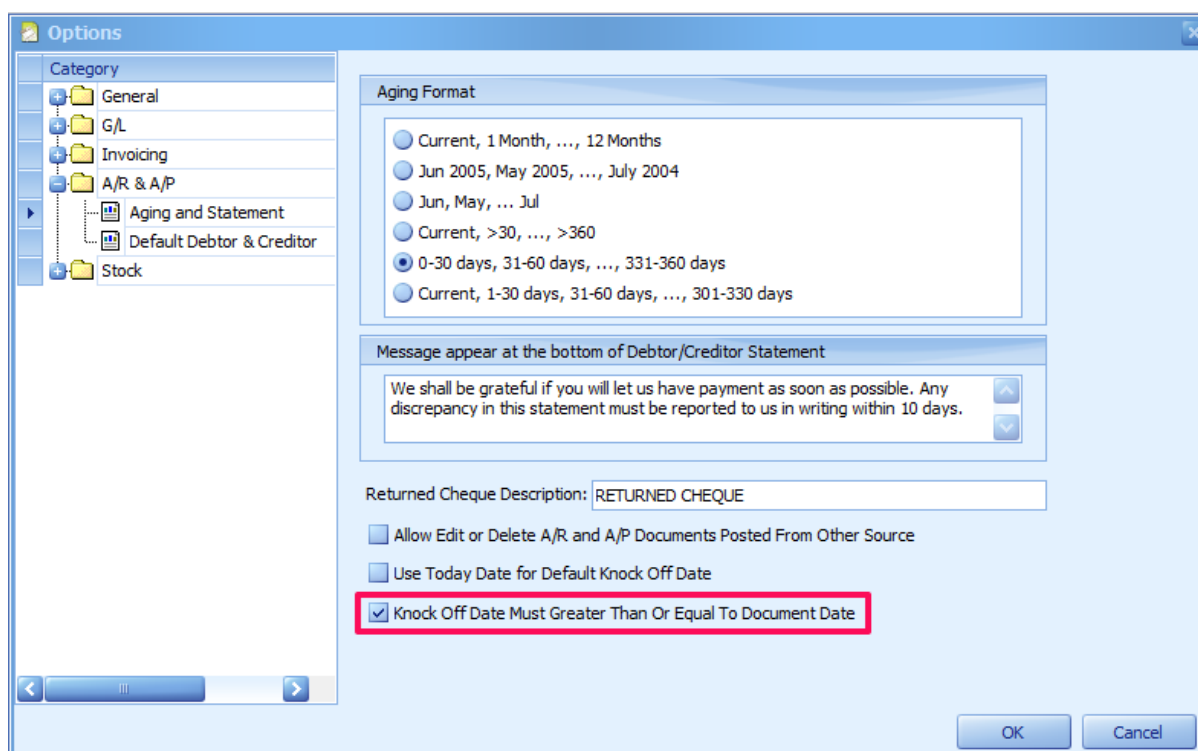 Options
Category
General
G/L
Invoicing
A/R & A/P
Aging and Statement
Default Debtor & Creditor
Stock
Aging Format
Current, 1 Month, ..., 12 Months
Jun 2005, May 2005, ..., July 2004
Jun, May, ... Jul
Current, >30, ..., >360
0-30 days, 31-60 days, ..., 331-360 days
Current, 1-30 days, 31-60 days, ..., 301-330 days
Message appear at the bottom of Debtor/Creditor Statement
We shall be grateful if you will let us have payment as soon as possible. Any
discrepancy in this statement must be reported to us in writing within 10 days.
Returned Cheque Description: RETURNED CHEQUE
Allow Edit or Delete A/R and A/P Documents Posted From Other Source
Use Today Date for Default Knock Off Date
Knock Off Date Must Greater Than Or Equal To Document Date
OK Cancel